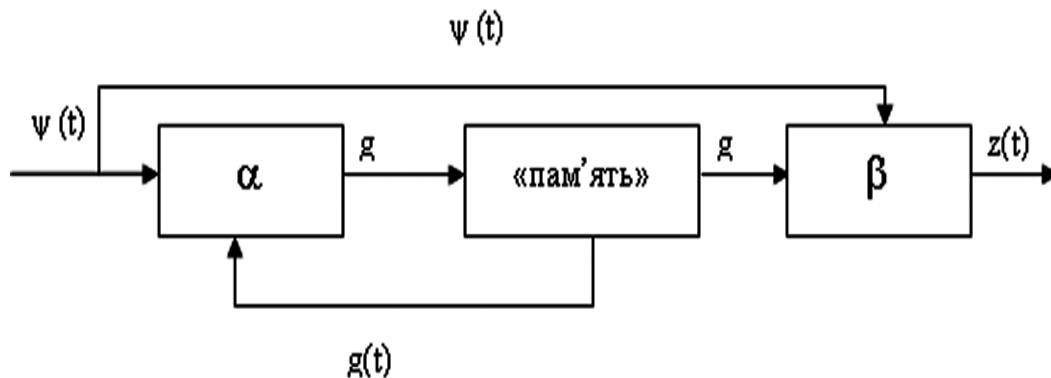 ψ (t)
ψ (t)
α
g
«пам’ять»
g
β
z(t)
g(t)